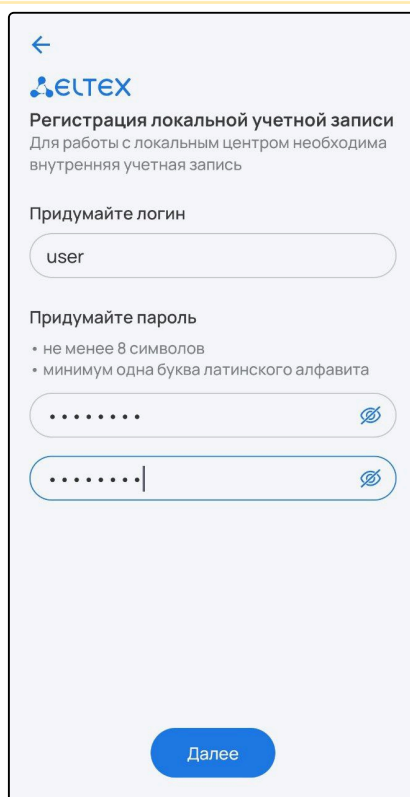 ELTEX
Регистрация локальной учетной записи
Для работы с локальным центром необходима
внутренняя учетная запись
Придумайте логин
user
Придумайте пароль
• не менее 8 символов
• минимум одна буква латинского алфавита
••••••••
••••••••
Далее